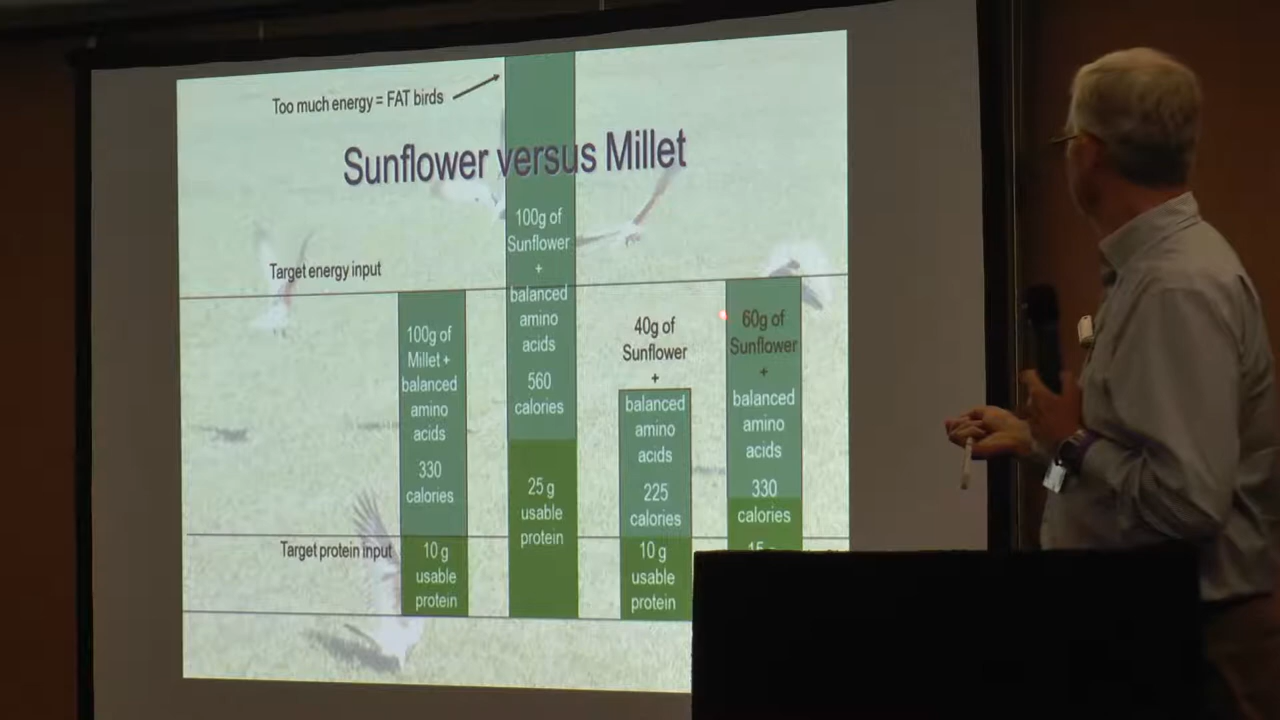 Too much energy = FAT birds
Sunflower versus Millet
Target energy input
100g of
Millet +
balanced
amino
acids
330
calories
10 g
usable
protein
100g of
Sunflower
+
balanced
amino
acids
560
calories
25 g
usable
protein
40g of
Sunflower
+
balanced
amino
acids
225
calories
10 g
usable
protein
60g of
Sunflower
+
balanced
amino
acids
330
calories
Target protein input